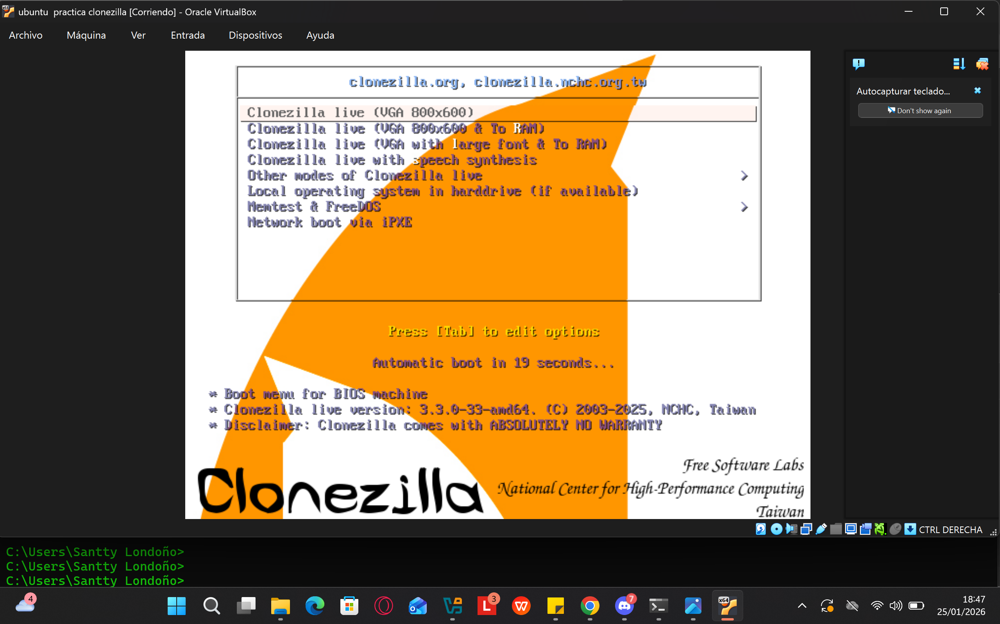 ubuntu  practica clonezilla [Corriendo] - Oracle VirtualBox
Archivo Máquina Ver Entrada Dispositivos Ayuda
clonezilla.org, clonezilla.nchc.org.tw
Clonezilla live (VGA 800x600)
Clonezilla live (VGA 800x600 & To RAM)
Clonezilla live (VGA with large font & To RAM)
Clonezilla live with speech synthesis
Other modes of Clonezilla live >
Local operating system in harddrive (if available)
Memtest & FreeDOS >
Network boot via iPXE
Press [Tab] to edit options
Automatic boot in 19 seconds...
* Boot menu for BIOS machine
* Clonezilla live version: 3.3.0-33-amd64. (C) 2003-2025, NCHC, Taiwan
* Disclaimer: Clonezilla comes with ABSOLUTELY NO WARRANTY
Clonezilla
Free Software Labs
National Center for High-Performance Computing
Taiwan
Autocapturar teclado...
Don't show again
CTRL DERECHA
C:\Users\Santty Londoño>
C:\Users\Santty Londoño>
C:\Users\Santty Londoño>
4
3
7
x64
18:47
25/01/2026